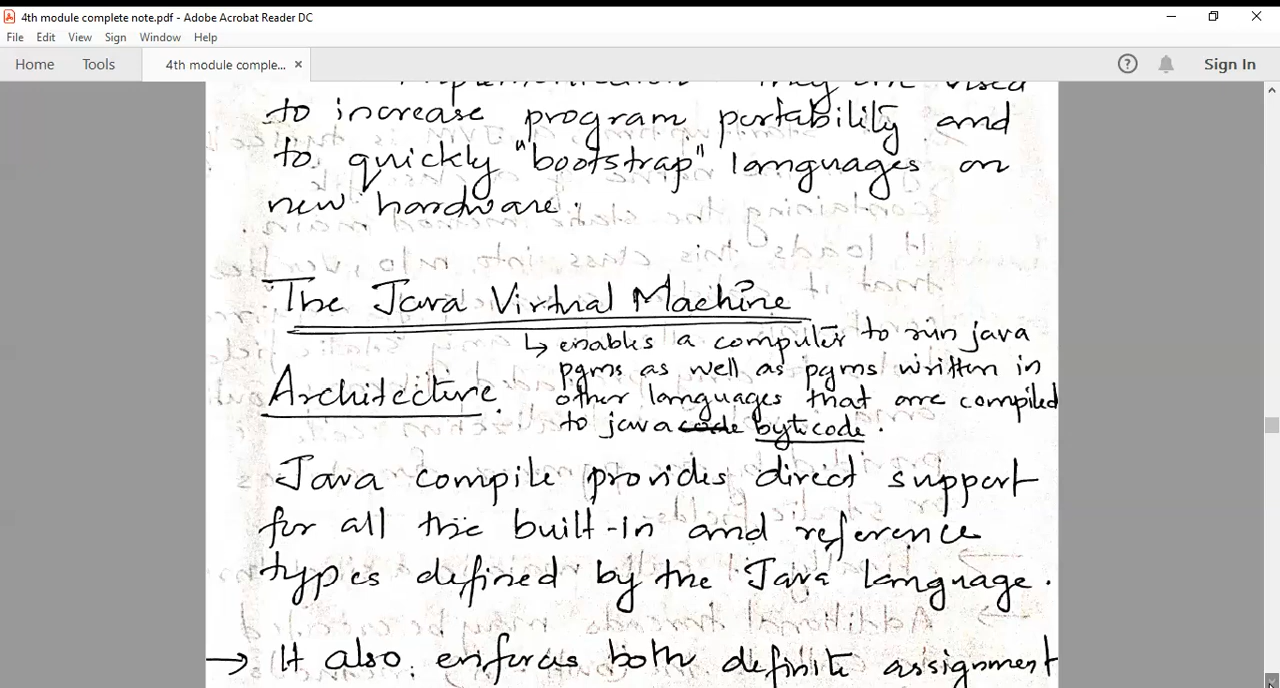 4th module complete note.pdf - Adobe Acrobat Reader DC
File Edit View Sign Window Help
Home Tools 4th module comple... × ? Sign In
to increase program portability and
to quickly "bootstrap" languages on
new hardware.
The Java Virtual Machine
↳ enables a computer to run java
pgms as well as pgms written in
other languages that are compiled
to java code bytecode.
Architecture.
Java compile provides direct support
for all the built-in and reference
types defined by the Java language.
→ It also enforces both definite assignment